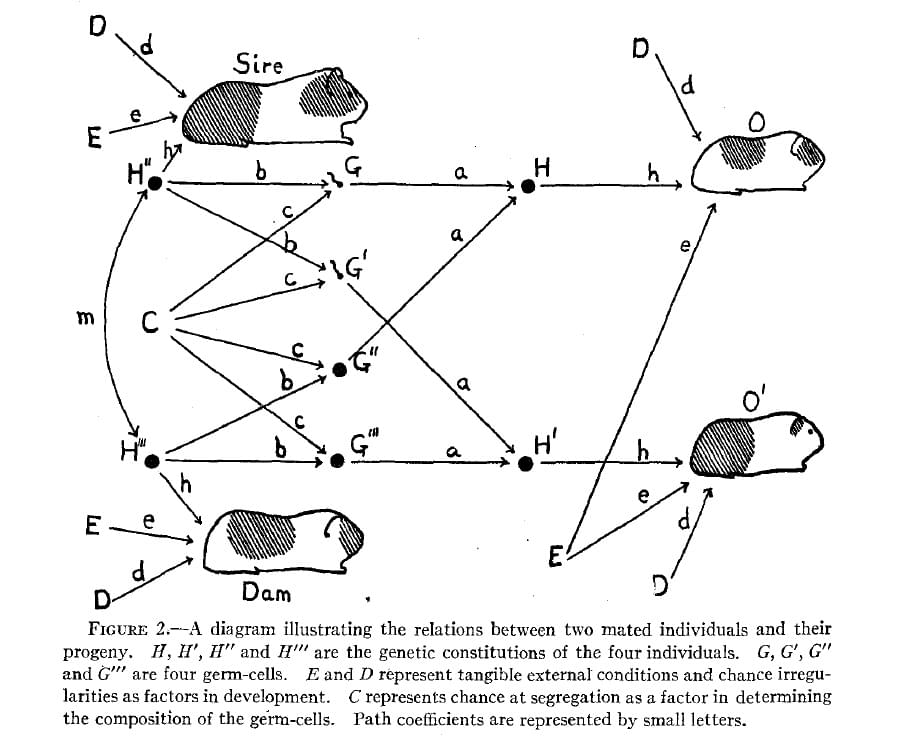 D
d
Sire
E
e
h
H"
b
G
a
H
h
D
d
O
c
b
G'
c
a
e
m
C
c
G"
b
a
c
O'
H"'
b
G"'
a
H'
h
h
e
d
E
e
E
D
d
D
Dam
FIGURE 2.—A diagram illustrating the relations between two mated individuals and their
progeny. H, H', H'' and H''' are the genetic constitutions of the four individuals. G, G', G''
and G''' are four germ-cells. E and D represent tangible external conditions and chance irregu-
larities as factors in development. C represents chance at segregation as a factor in determining
the composition of the germ-cells. Path coefficients are represented by small letters.